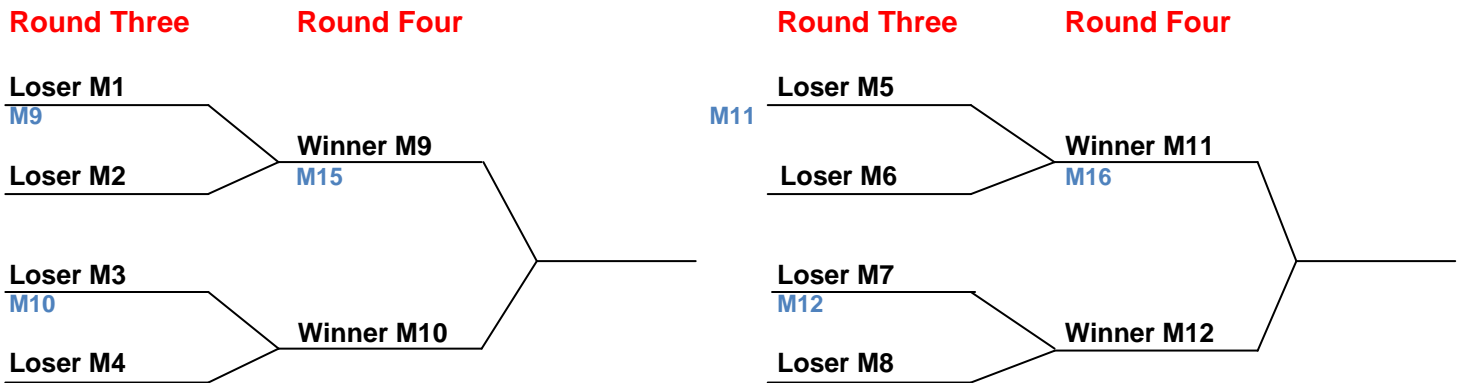 Round Three Round Four
Loser M1
M9
Winner M9
Loser M2
M15
Loser M3
M10
Winner M10
Loser M4
Round Three Round Four
Loser M5
M11
Winner M11
Loser M6
M16
Loser M7
M12
Winner M12
Loser M8